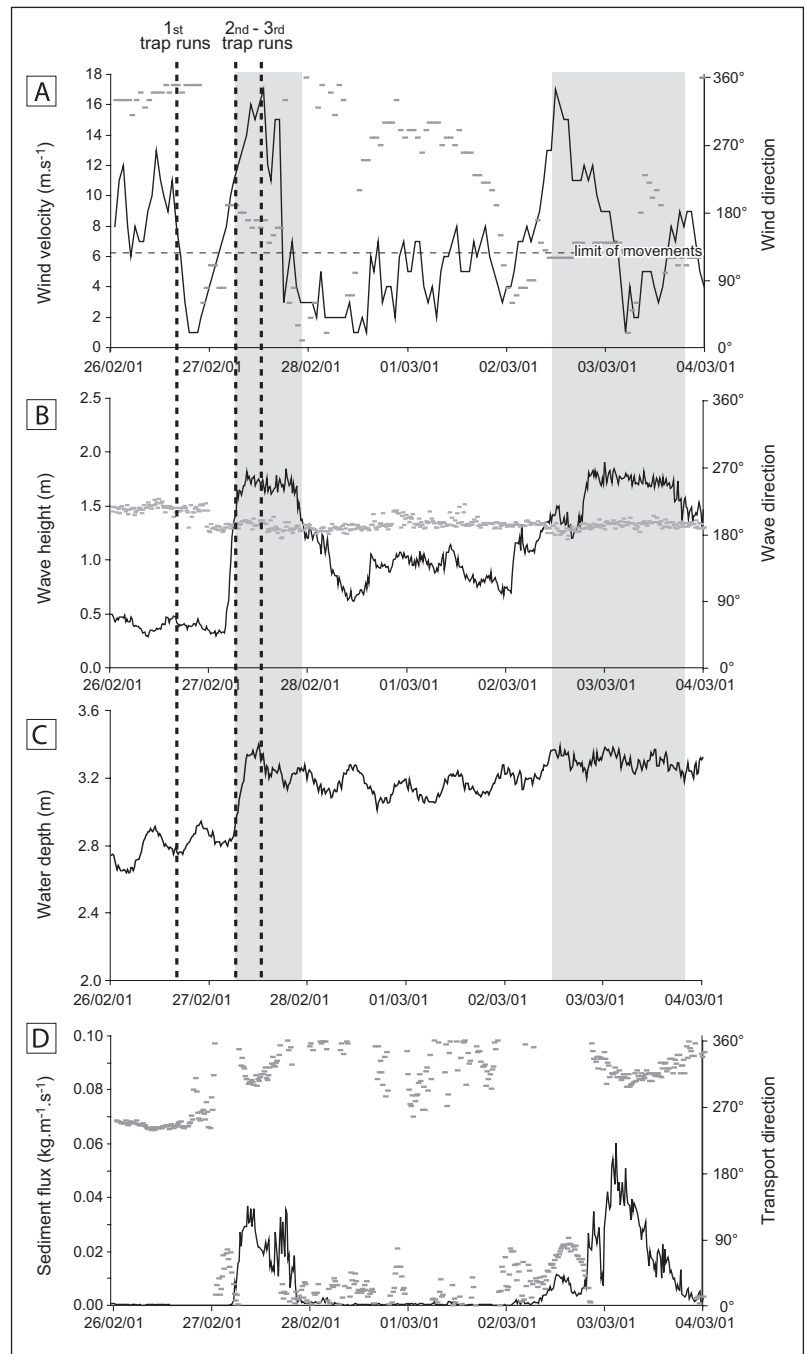 1st
trap runs
2nd - 3rd
trap runs
A
18
16
14
12
10
8
6
4
2
0
Wind velocity (m.s-1)
360°
270°
180°
90°
0°
Wind direction
limit of movements
26/02/01 27/02/01 28/02/01 01/03/01 02/03/01 03/03/01 04/03/01
B
2.5
2.0
1.5
1.0
0.5
0.0
Wave height (m)
360°
270°
180°
90°
0°
Wave direction
26/02/01 27/02/01 28/02/01 01/03/01 02/03/01 03/03/01 04/03/01
C
3.6
3.2
2.8
2.4
2.0
Water depth (m)
26/02/01 27/02/01 28/02/01 01/03/01 02/03/01 03/03/01 04/03/01
D
0.10
0.08
0.06
0.04
0.02
0.00
Sediment flux (kg.m-1.s-1)
360°
270°
180°
90°
0°
Transport direction
26/02/01 27/02/01 28/02/01 01/03/01 02/03/01 03/03/01 04/03/01